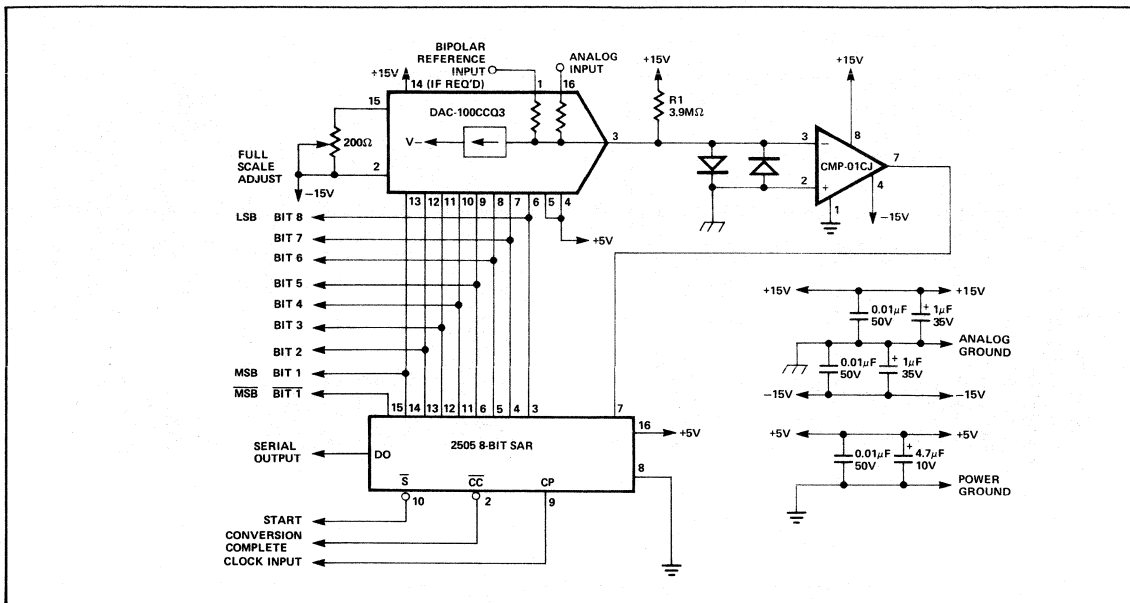 BIPOLAR
REFERENCE
INPUT
ANALOG
INPUT
+15V
14 (IF REQ'D)
1
16
+15V
+15V
15
DAC-100CCQ3
R1
3.9MΩ
V–
3
3
8
200Ω
CMP-01CJ
7
FULL
SCALE
ADJUST
2
2
4
–15V
1
–15V
13 12 11 10 9 8 7 6 5 4
+5V
LSB BIT 8
BIT 7
BIT 6
BIT 5
BIT 4
BIT 3
BIT 2
MSB BIT 1
M̅S̅B̅ B̅I̅T̅ 1̅
15 14 13 12 11 6 5 4 3
7
16
+5V
SERIAL
OUTPUT
DO
2505 8-BIT SAR
8
S̅
C̅C̅
CP
10
2
9
START
CONVERSION
COMPLETE
CLOCK INPUT
+15V
+15V
0.01μF
50V
+
1μF
35V
ANALOG
GROUND
0.01μF
50V
+
1μF
35V
–15V
–15V
+5V
+5V
0.01μF
50V
+
4.7μF
10V
POWER
GROUND